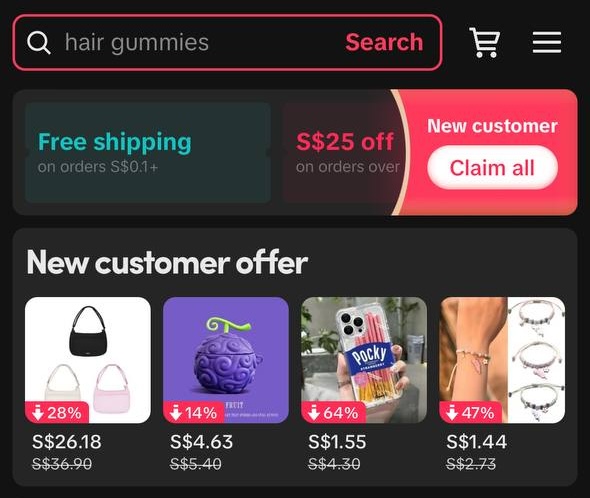 hair gummies
Search
Free shipping
on orders S$0.1+
S$25 off
on orders over
New customer
Claim all
New customer offer
28%
14%
64%
47%
FRUIT
Pocky
STRAWBERRY
S$26.18
S$4.63
S$1.55
S$1.44
S$36.90
S$5.40
S$4.30
S$2.73